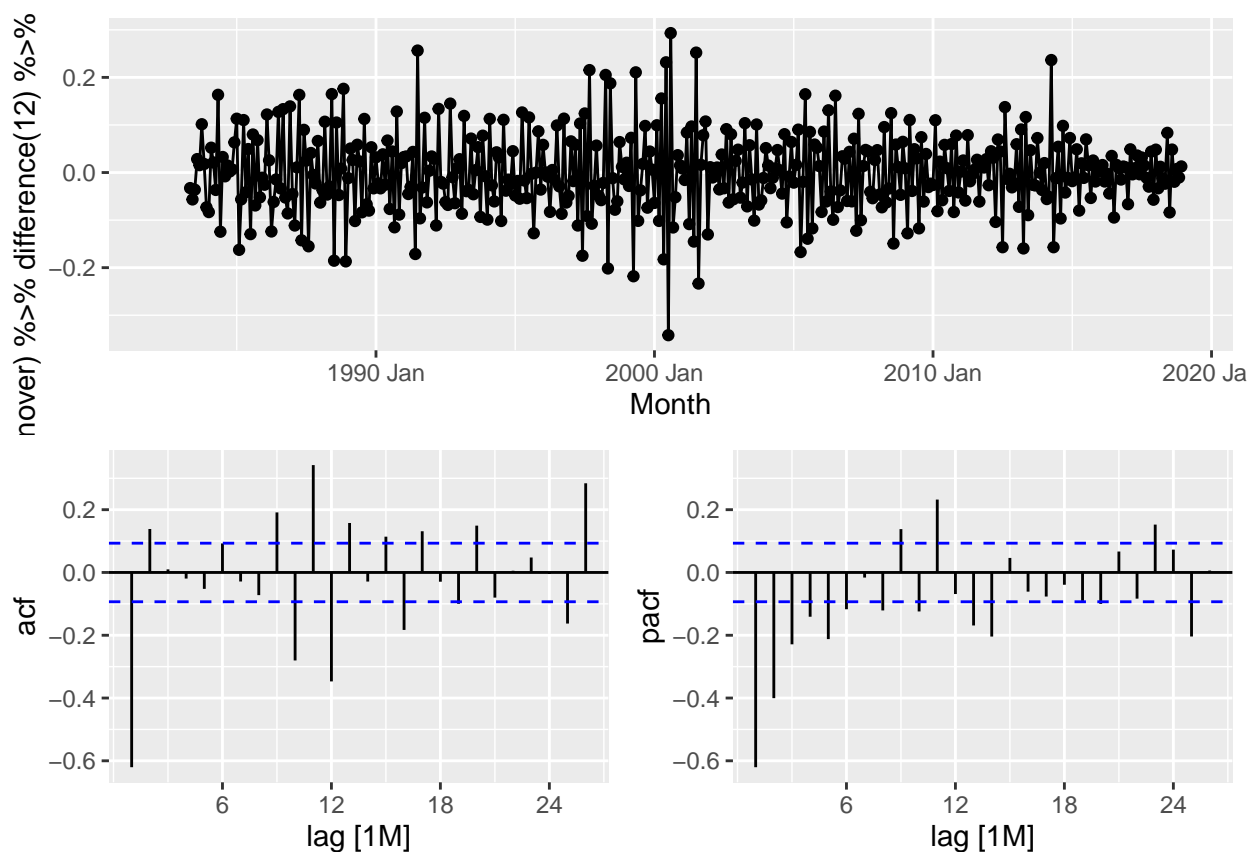 nover) %>% difference(12) %>%
0.2
0.0
−0.2
1990 Jan
2000 Jan
2010 Jan
2020 Ja
Month
acf
0.2
0.0
−0.2
−0.4
−0.6
6
12
18
24
lag [1M]
pacf
0.2
0.0
−0.2
−0.4
−0.6
6
12
18
24
lag [1M]